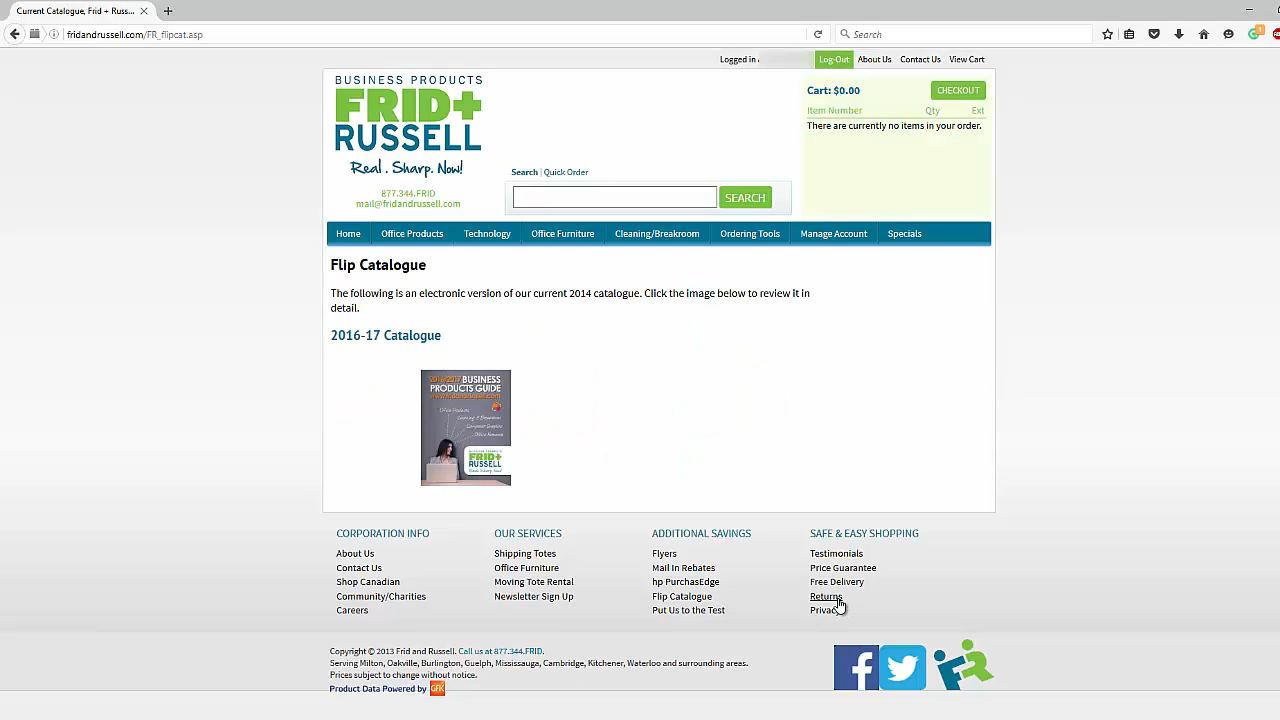 Current Catalogue, Frid + Russ...
fridandrussell.com/FR_flipcat.asp
Search
Logged in
Log-Out
About Us
Contact Us
View Cart
BUSINESS PRODUCTS
FRID+
RUSSELL
Real. Sharp. Now!
877.344.FRID
mail@fridandrussell.com
Cart: $0.00
CHECKOUT
Item Number Qty Ext
There are currently no items in your order.
Search | Quick Order
SEARCH
Home Office Products Technology Office Furniture Cleaning/Breakroom Ordering Tools Manage Account Specials
Flip Catalogue
The following is an electronic version of our current 2014 catalogue. Click the image below to review it in
detail.
2016-17 Catalogue
2016/2017 BUSINESS
PRODUCTS GUIDE
www.fridandrussell.com
Office Products
FRID+
RUSSELL
CORPORATION INFO
About Us
Contact Us
Shop Canadian
Community/Charities
Careers
OUR SERVICES
Shipping Totes
Office Furniture
Moving Tote Rental
Newsletter Sign Up
ADDITIONAL SAVINGS
Flyers
Mail In Rebates
hp PurchasEdge
Flip Catalogue
Put Us to the Test
SAFE & EASY SHOPPING
Testimonials
Price Guarantee
Free Delivery
Returns
Privacy
Copyright © 2013 Frid and Russell. Call us at 877.344.FRID.
Serving Milton, Oakville, Burlington, Guelph, Mississauga, Cambridge, Kitchener, Waterloo and surrounding areas.
Prices subject to change without notice.
Product Data Powered by GfK